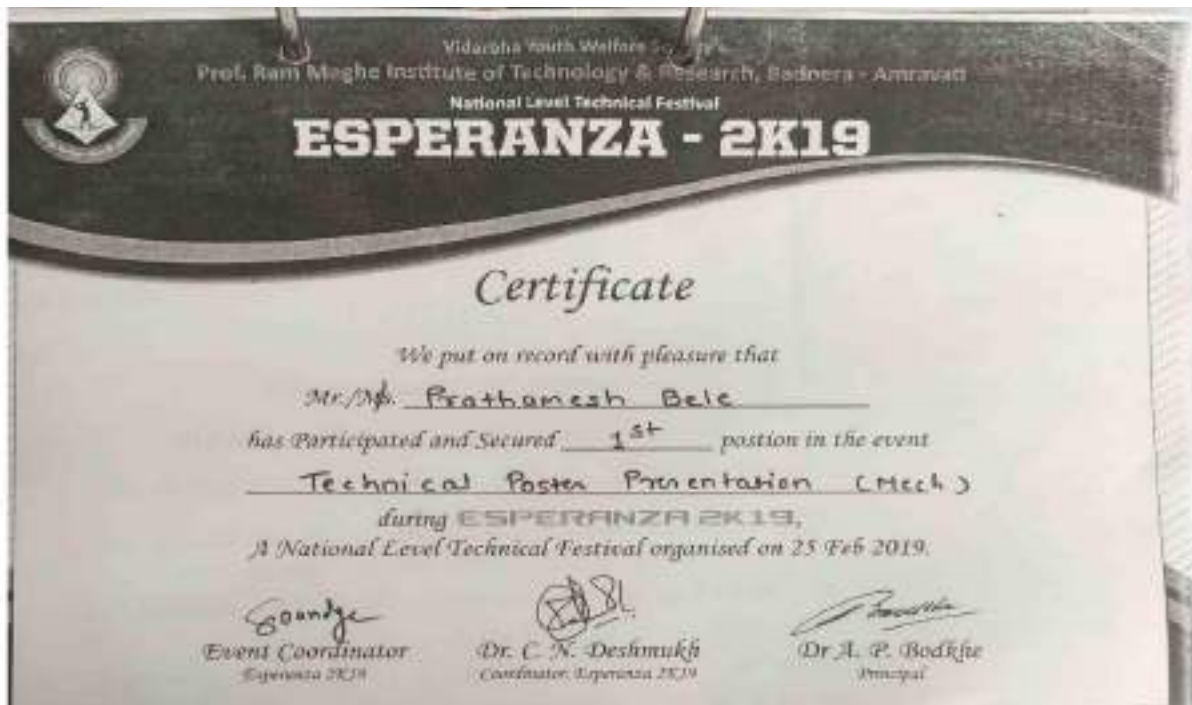 Vidarbha Youth Welfare Society's
Prof. Ram Meghe Institute of Technology & Research, Badnera - Amravati
National Level Technical Festival
ESPERANZA - 2K19
Certificate
We put on record with pleasure that
Mr./Ms. Prathamesh Bele
has Participated and Secured 1st postion in the event
Technical Poster Presentation (Mech)
during ESPERANZA 2K19,
A National Level Technical Festival organised on 25 Feb 2019.
Event Coordinator Dr. C. N. Deshmukh Dr A. P. Bodkhe
Esperanza 2K19 Coordinator, Esperanza 2K19 Principal